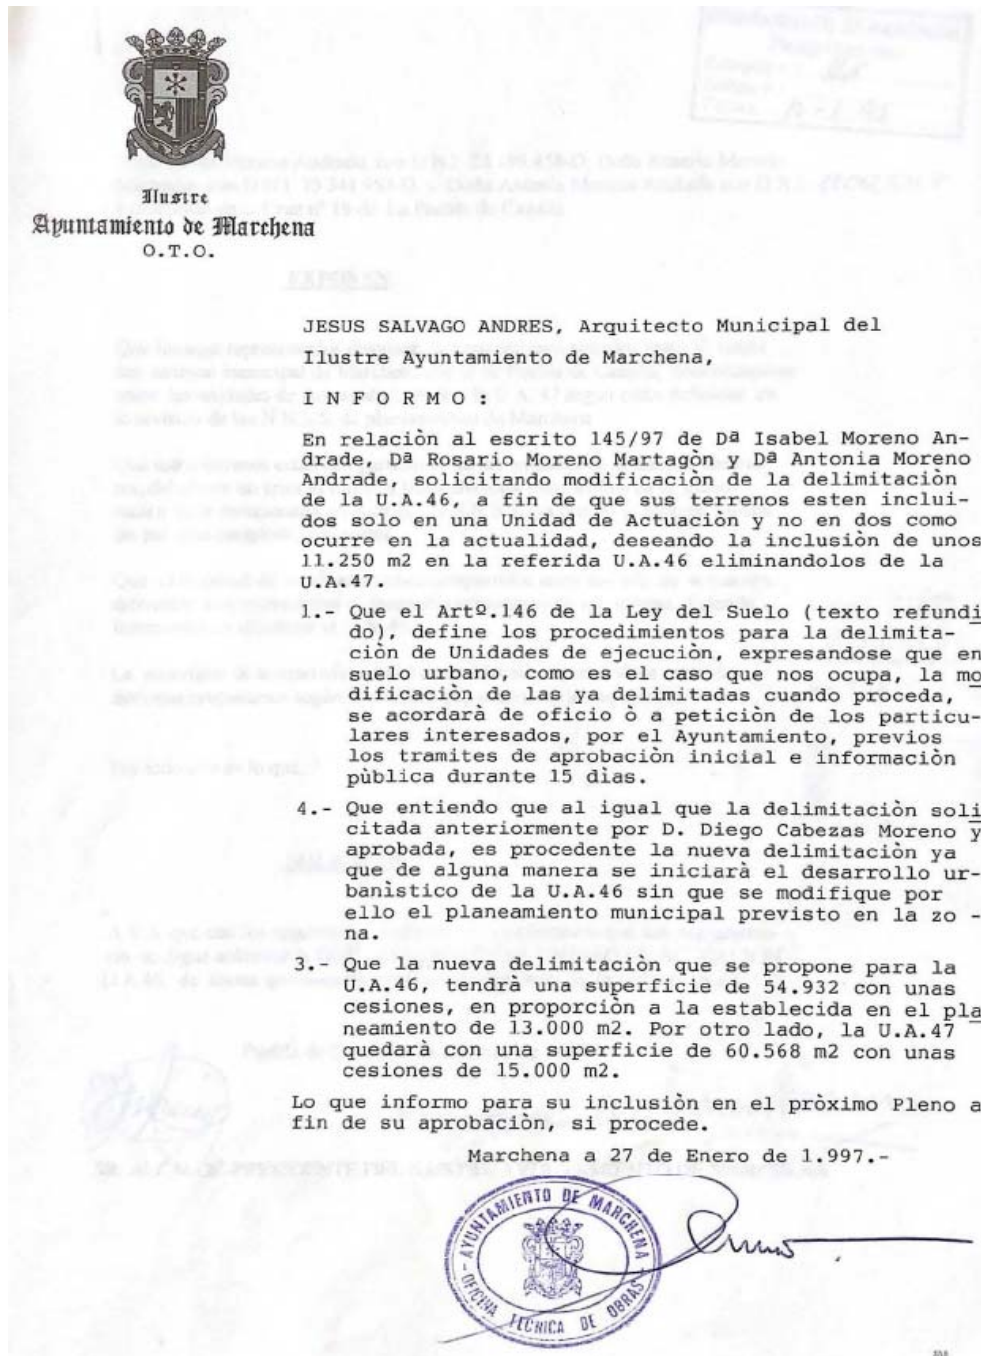 Ilustre
Ayuntamiento de Marchena
O.T.O.
JESUS SALVAGO ANDRES, Arquitecto Municipal del
Ilustre Ayuntamiento de Marchena,
I N F O R M O :
En relaciòn al escrito 145/97 de Dª Isabel Moreno An-
drade, Dª Rosario Moreno Martagòn y Dª Antonia Moreno
Andrade, solicitando modificaciòn de la delimitaciòn
de la U.A.46, a fin de que sus terrenos esten inclui-
dos solo en una Unidad de Actuaciòn y no en dos como
ocurre en la actualidad, deseando la inclusiòn de unos
11.250 m2 en la referida U.A.46 eliminandolos de la
U.A.47.
1.- Que el Artº.146 de la Ley del Suelo (texto refundi
do), define los procedimientos para la delimita-
ciòn de Unidades de ejecuciòn, expresandose que en
suelo urbano, como es el caso que nos ocupa, la mo
dificaciòn de las ya delimitadas cuando proceda,
se acordarà de oficio ò a peticiòn de los particu-
lares interesados, por el Ayuntamiento, previos
los tramites de aprobaciòn inicial e informaciòn
pùblica durante 15 dìas.
4.- Que entiendo que al igual que la delimitaciòn soli
citada anteriormente por D. Diego Cabezas Moreno y
aprobada, es procedente la nueva delimitaciòn ya
que de alguna manera se iniciarà el desarrollo ur-
banìstico de la U.A.46 sin que se modifique por
ello el planeamiento municipal previsto en la zo -
na.
3.- Que la nueva delimitaciòn que se propone para la
U.A.46, tendrà una superficie de 54.932 con unas
cesiones, en proporciòn a la establecida en el pla
neamiento de 13.000 m2. Por otro lado, la U.A.47
quedarà con una superficie de 60.568 m2 con unas
cesiones de 15.000 m2.
Lo que informo para su inclusiòn en el pròximo Pleno a
fin de su aprobaciòn, si procede.
Marchena a 27 de Enero de 1.997.-
AYUNTAMIENTO DE MARCHENA
OFICINA TECNICA DE OBRAS